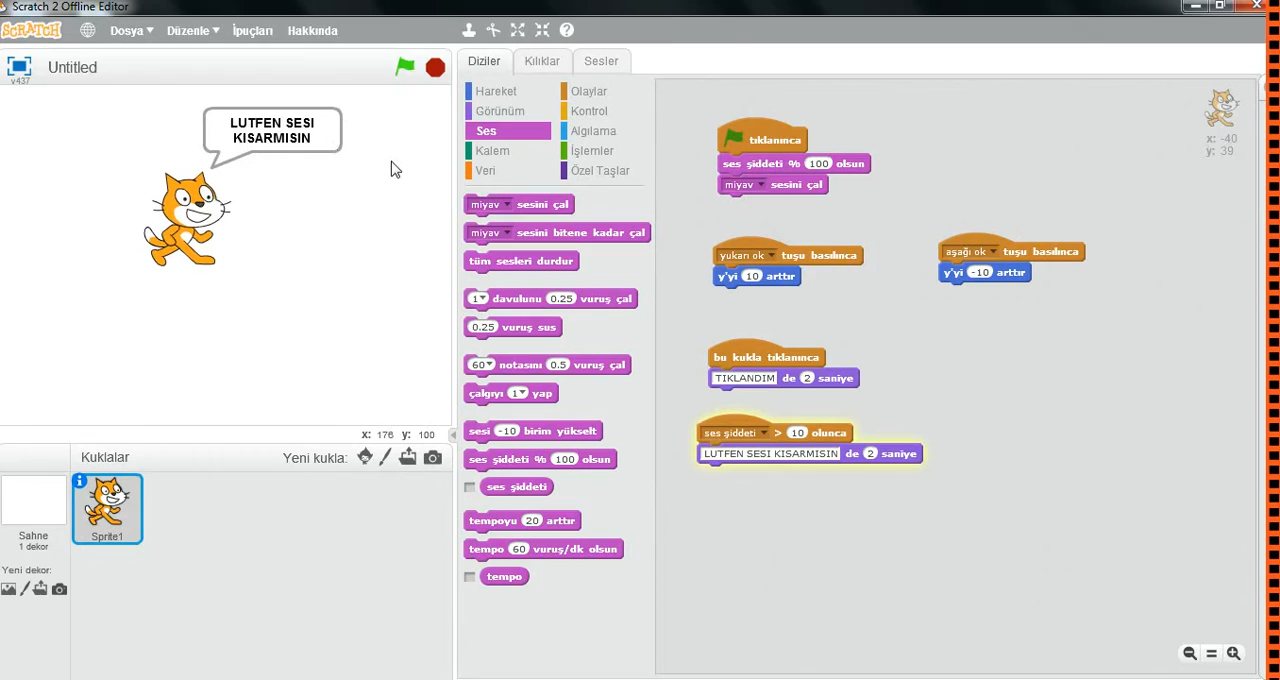 Scratch 2 Offline Editor
SCRATCH Dosya Düzenle İpuçları Hakkında
v437
Untitled
LUTFEN SESI
KISARMISIN
x: 176 y: 100
Kuklalar Yeni kukla:
Sahne
1 dekor
Yeni dekor:
Sprite1
Diziler Kılıklar Sesler
Hareket Olaylar
Görünüm Kontrol
Ses Algılama
Kalem İşlemler
Veri Özel Taşlar
miyav sesini çal
miyav sesini bitene kadar çal
tüm sesleri durdur
1 davulunu 0.25 vuruş çal
0.25 vuruş sus
60 notasını 0.5 vuruş çal
çalgıyı 1 yap
sesi -10 birim yükselt
ses şiddeti % 100 olsun
ses şiddeti
tempoyu 20 arttır
tempo 60 vuruş/dk olsun
tempo
tıklanınca
ses şiddeti % 100 olsun
miyav sesini çal
yukarı ok tuşu basılınca
y'yi 10 arttır
aşağı ok tuşu basılınca
y'yi -10 arttır
bu kukla tıklanınca
TIKLANDIM de 2 saniye
ses şiddeti > 10 olunca
LUTFEN SESI KISARMISIN de 2 saniye
x: -40
y: 39